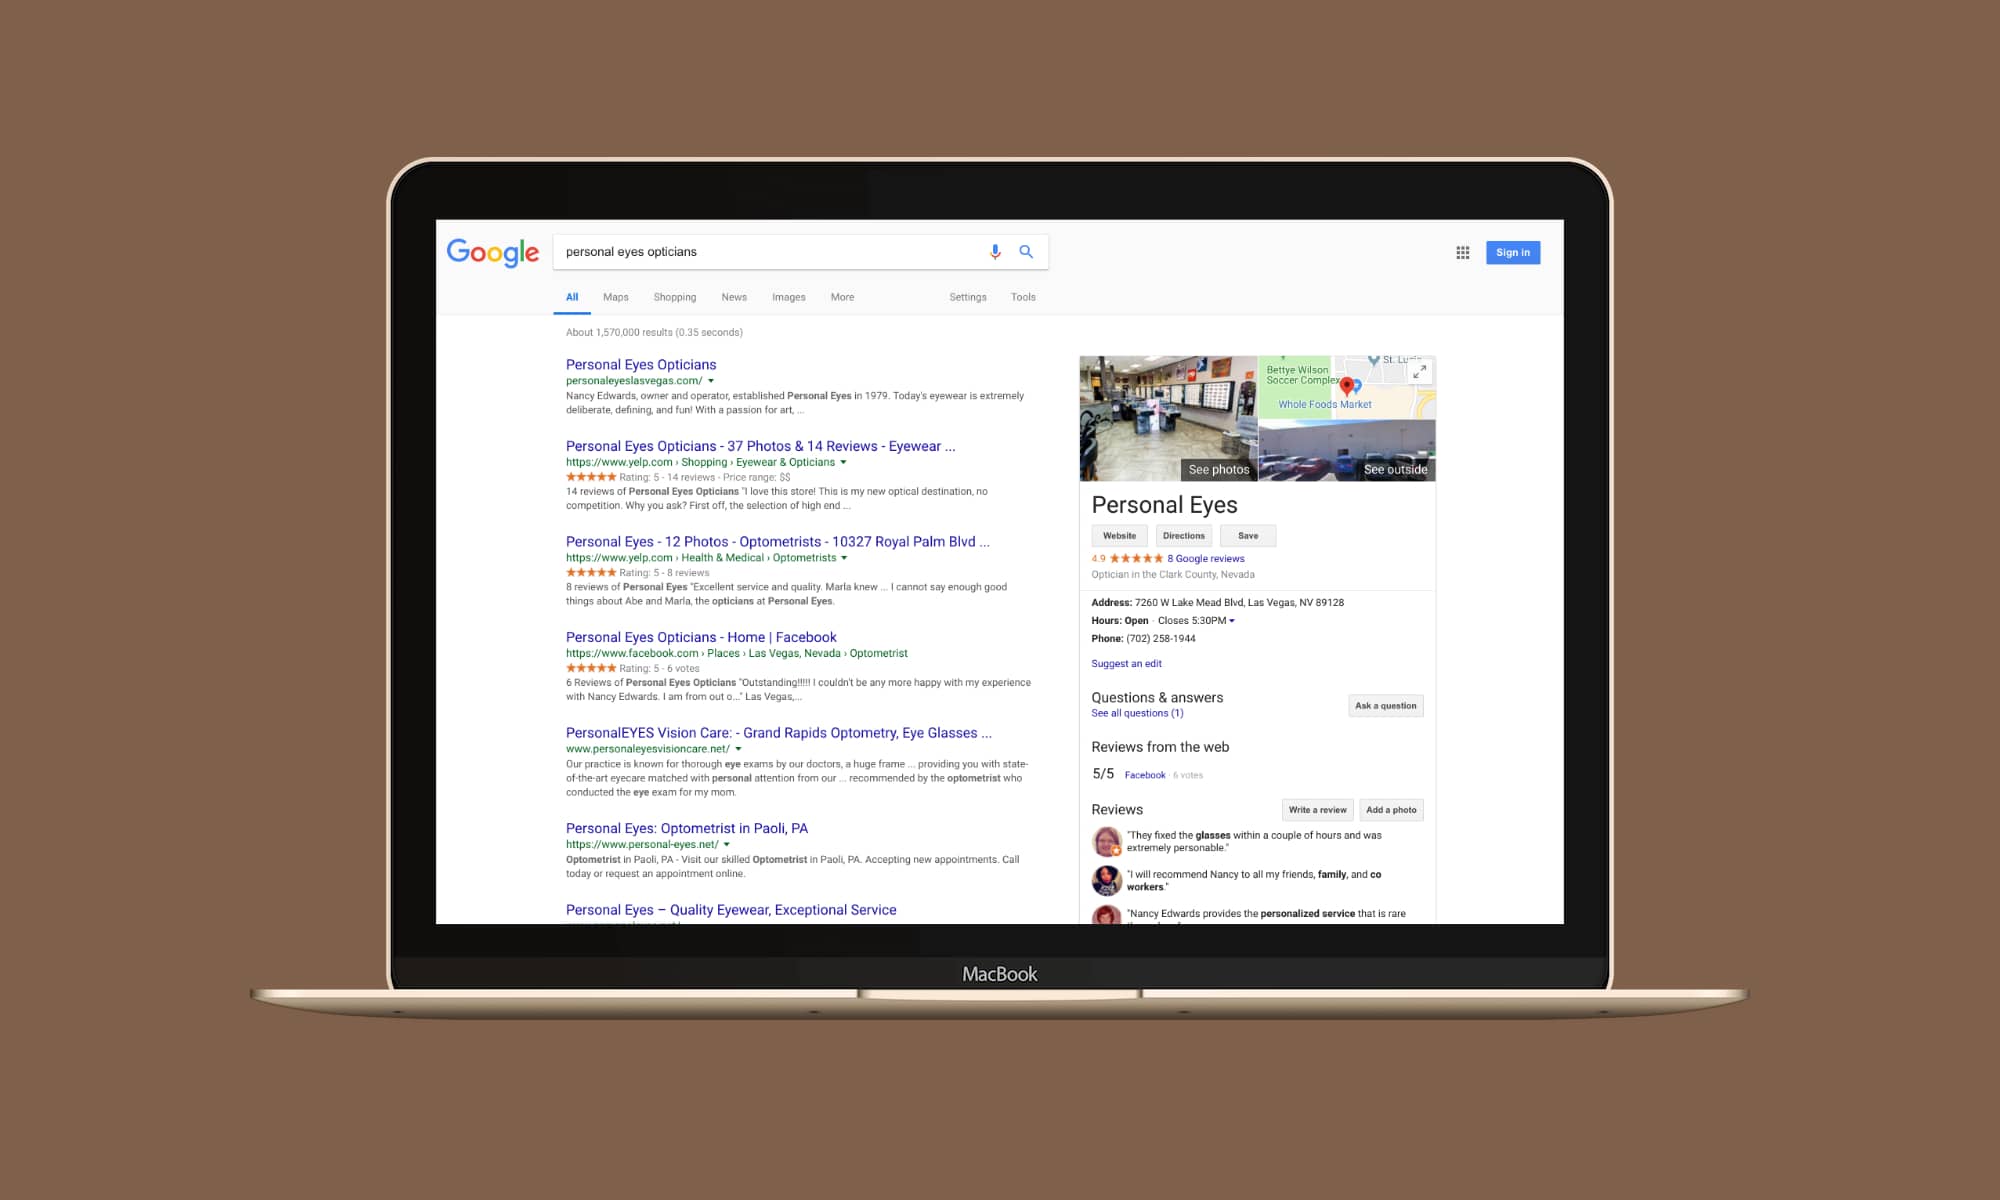 Google
personal eyes opticians
Sign in
All Maps Shopping News Images More Settings Tools
About 1,570,000 results (0.35 seconds)
Personal Eyes Opticians
personaleyeslasvegas.com/
Nancy Edwards, owner and operator, established Personal Eyes in 1979. Today's eyewear is extremely
deliberate, defining, and fun! With a passion for art, ...
Personal Eyes Opticians - 37 Photos & 14 Reviews - Eyewear ...
https://www.yelp.com › Shopping › Eyewear & Opticians
Rating: 5 - 14 reviews - Price range: $$
14 reviews of Personal Eyes Opticians "I love this store! This is my new optical destination, no
competition. Why you ask? First off, the selection of high end ...
Personal Eyes - 12 Photos - Optometrists - 10327 Royal Palm Blvd ...
https://www.yelp.com › Health & Medical › Optometrists
Rating: 5 - 8 reviews
8 reviews of Personal Eyes "Excellent service and quality. Marla knew ... I cannot say enough good
things about Abe and Marla, the opticians at Personal Eyes.
Personal Eyes Opticians - Home | Facebook
https://www.facebook.com › Places › Las Vegas, Nevada › Optometrist
Rating: 5 - 6 votes
6 Reviews of Personal Eyes Opticians "Outstanding!!!!! I couldn't be any more happy with my experience
with Nancy Edwards. I am from out o..." Las Vegas,...
PersonalEYES Vision Care: - Grand Rapids Optometry, Eye Glasses ...
www.personaleyesvisioncare.net/
Our practice is known for thorough eye exams by our doctors, a huge frame ... providing you with state-
of-the-art eyecare matched with personal attention from our ... recommended by the optometrist who
conducted the eye exam for my mom.
Personal Eyes: Optometrist in Paoli, PA
https://www.personal-eyes.net/
Optometrist in Paoli, PA - Visit our skilled Optometrist in Paoli, PA. Accepting new appointments. Call
today or request an appointment online.
Personal Eyes – Quality Eyewear, Exceptional Service
St. Lucia
Bettye Wilson
Soccer Complex
Whole Foods Market
See photos
See outside
Personal Eyes
Website Directions Save
4.9 8 Google reviews
Optician in the Clark County, Nevada
Address: 7260 W Lake Mead Blvd, Las Vegas, NV 89128
Hours: Open · Closes 5:30PM
Phone: (702) 258-1944
Suggest an edit
Questions & answers
See all questions (1)
Ask a question
Reviews from the web
5/5 Facebook · 6 votes
Reviews
Write a review Add a photo
"They fixed the glasses within a couple of hours and was
extremely personable."
"I will recommend Nancy to all my friends, family, and co
workers."
"Nancy Edwards provides the personalized service that is rare
MacBook